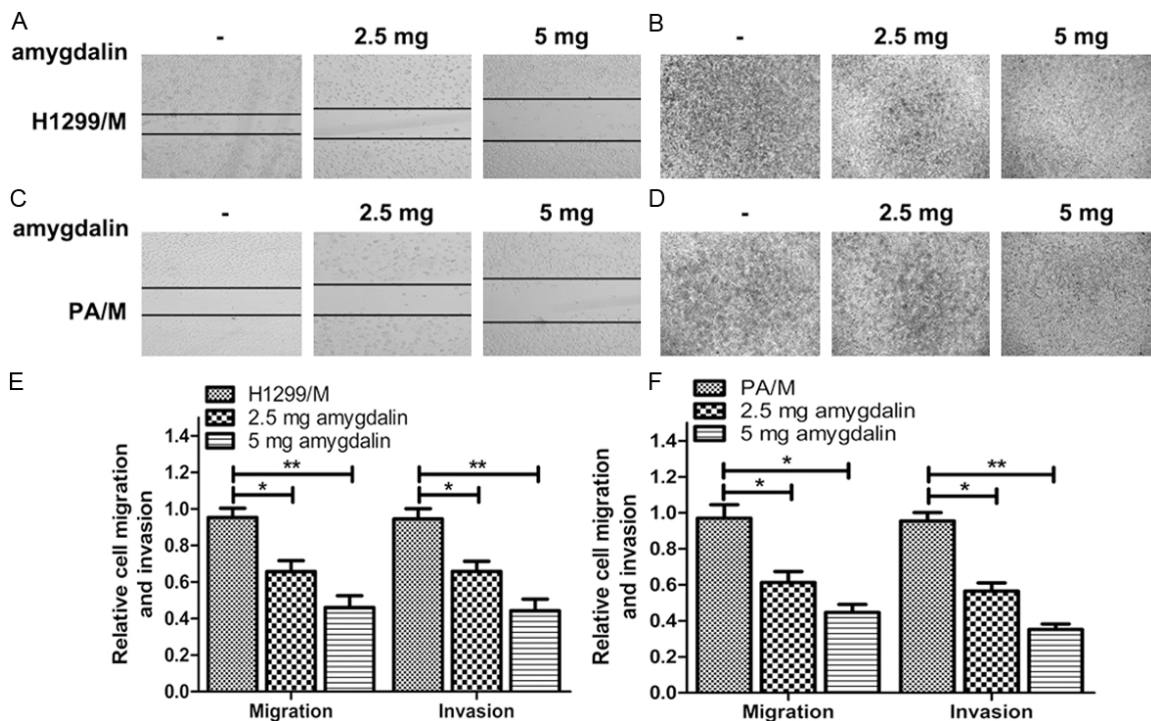 A
B
amygdalin
-
2.5 mg
5 mg
-
2.5 mg
5 mg
H1299/M
C
D
amygdalin
-
2.5 mg
5 mg
-
2.5 mg
5 mg
PA/M
E
H1299/M
2.5 mg amygdalin
5 mg amygdalin
Relative cell migration
and invasion
1.4
1.2
1.0
0.8
0.6
0.4
0.2
0.0
**
*
**
*
Migration
Invasion
F
PA/M
2.5 mg amygdalin
5 mg amygdalin
Relative cell migration
and invasion
1.4
1.2
1.0
0.8
0.6
0.4
0.2
0.0
*
*
**
*
Migration
Invasion